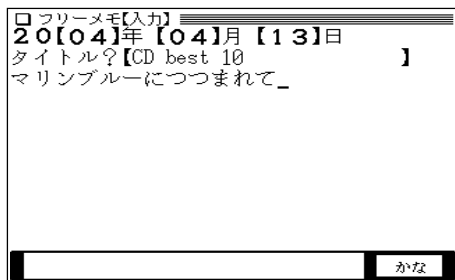 フリーメモ【入力】
20【04】年【04】月【13】日
タイトル?【CD best 10 】
マリンブルーにつつまれて_
かな